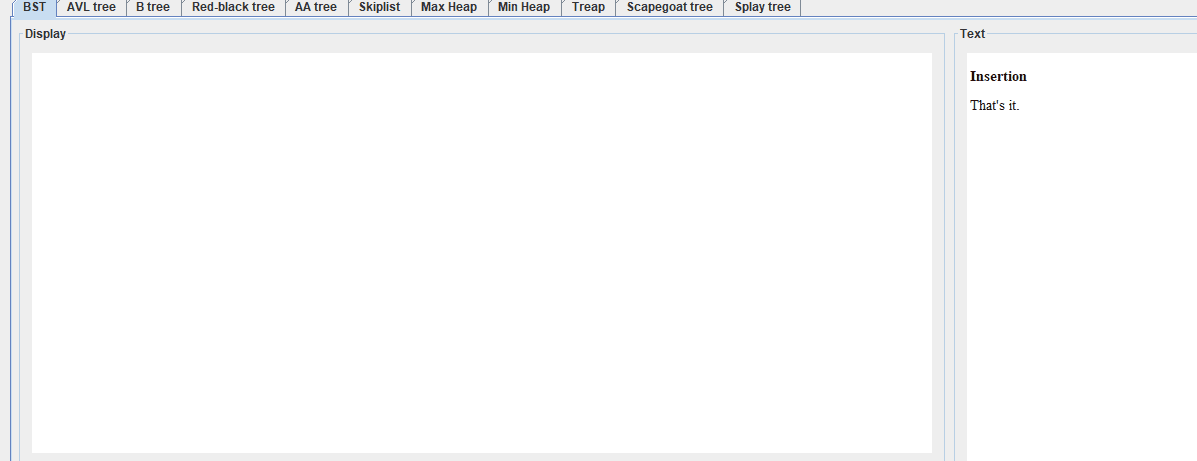 BST AVL tree B tree Red-black tree AA tree Skiplist Max Heap Min Heap Treap Scapegoat tree Splay tree
Display
Text
Insertion
That's it.